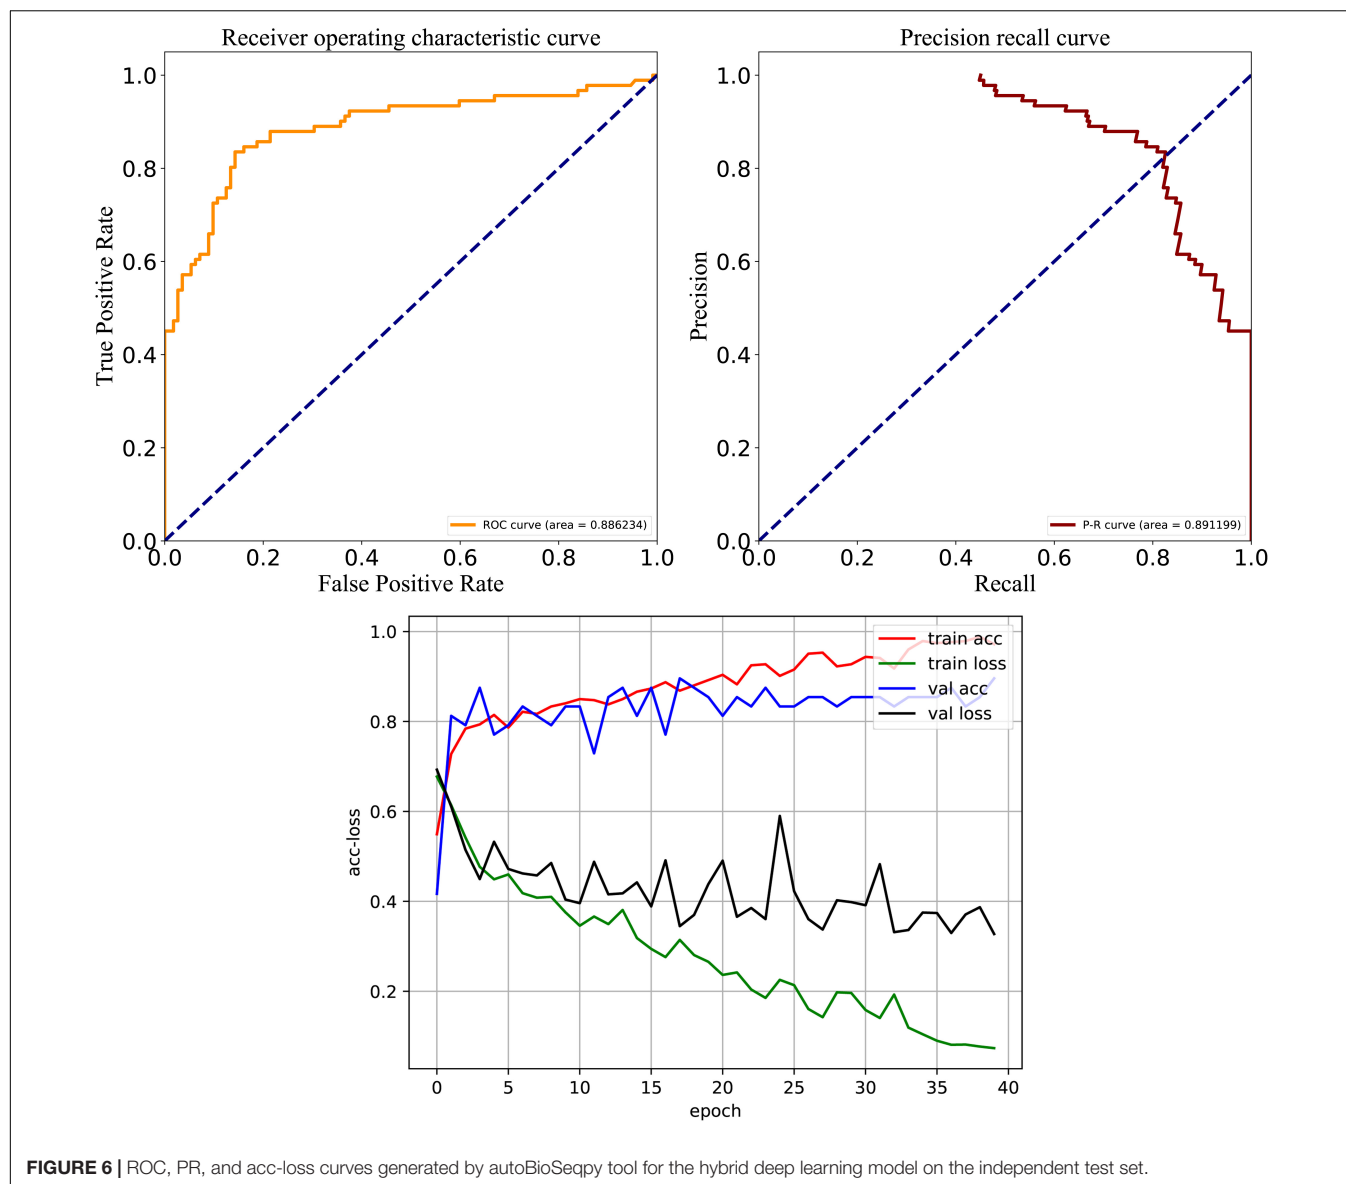 Receiver operating characteristic curve
True Positive Rate
1.0
0.8
0.6
0.4
0.2
0.0
0.0 0.2 0.4 0.6 0.8 1.0
False Positive Rate
ROC curve (area = 0.886234)
Precision recall curve
Precision
1.0
0.8
0.6
0.4
0.2
0.0
0.0 0.2 0.4 0.6 0.8 1.0
Recall
P-R curve (area = 0.891199)
acc-loss
1.0
0.8
0.6
0.4
0.2
0 5 10 15 20 25 30 35 40
epoch
train acc
train loss
val acc
val loss
FIGURE 6 | ROC, PR, and acc-loss curves generated by autoBioSeqpy tool for the hybrid deep learning model on the independent test set.